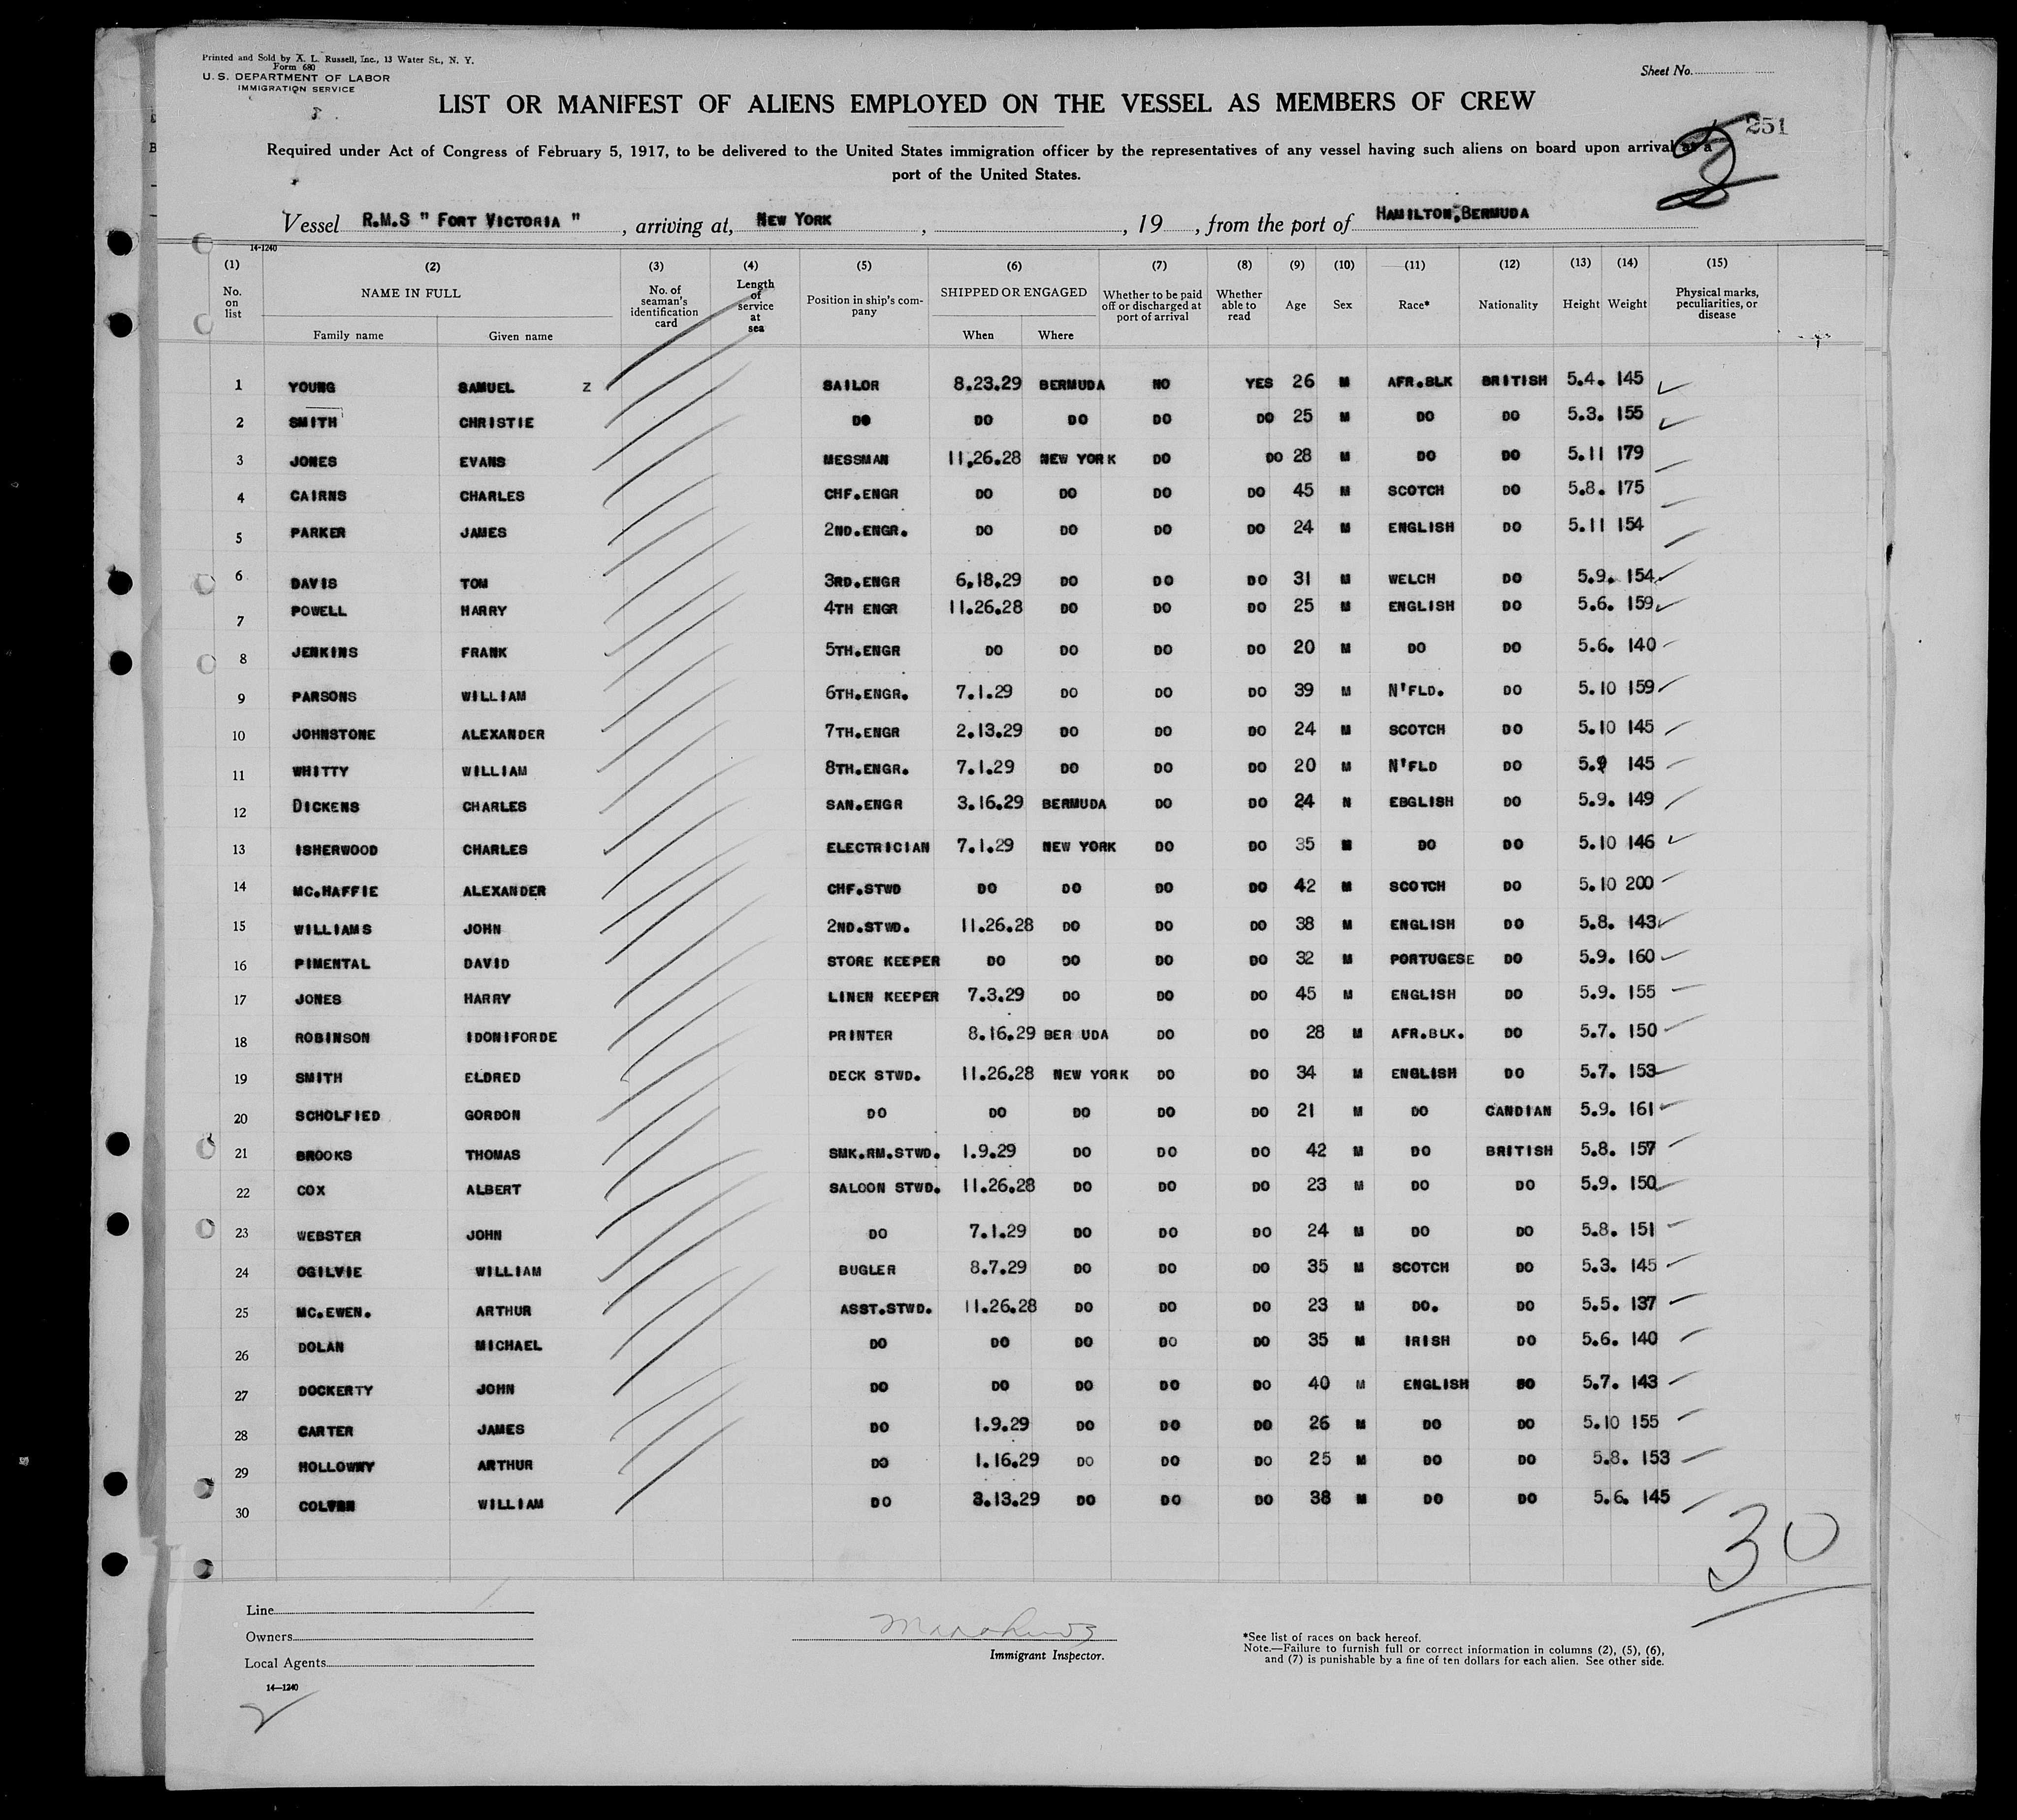 Printed and Sold by A. L. Russell, Inc., 13 Water St., N. Y.
Form 680
U. S. DEPARTMENT OF LABOR
IMMIGRATION SERVICE
Sheet No.
LIST OR MANIFEST OF ALIENS EMPLOYED ON THE VESSEL AS MEMBERS OF CREW
251
Required under Act of Congress of February 5, 1917, to be delivered to the United States immigration officer by the representatives of any vessel having such aliens on board upon arrival at a
port of the United States.
Vessel R.M.S " FORT VICTORIA " , arriving at, NEW YORK , , 19 , from the port of HAMILTON, BERMUDA
14-1240
(1) (2) (3) (4) (5) (6) (7) (8) (9) (10) (11) (12) (13) (14) (15)
No. on list NAME IN FULL Family name Given name No. of seaman's identification card Length of service at sea Position in ship's company SHIPPED OR ENGAGED When Where Whether to be paid off or discharged at port of arrival Whether able to read Age Sex Race* Nationality Height Weight Physical marks, peculiarities, or disease
1 YOUNG SAMUEL Z SAILOR 8.23.29 BERMUDA NO YES 26 M AFR.BLK BRITISH 5.4. 145
2 SMITH CHRISTIE DO DO DO DO DO 25 M DO DO 5.3. 155
3 JONES EVANS MESSMAN 11.26.28 NEW YORK DO DO 28 M DO DO 5.11 179
4 CAIRNS CHARLES CHF.ENGR DO DO DO DO 45 M SCOTCH DO 5.8. 175
5 PARKER JAMES 2ND.ENGR. DO DO DO DO 24 M ENGLISH DO 5.11 154
6 DAVIS TOM 3RD.ENGR 6,18.29 DO DO DO 31 M WELCH DO 5.9. 154
7 POWELL HARRY 4TH ENGR 11.26.28 DO DO DO 25 M ENGLISH DO 5.6. 159
8 JENKINS FRANK 5TH.ENGR DO DO DO DO 20 M DO DO 5.6. 140
9 PARSONS WILLIAM 6TH.ENGR. 7.1.29 DO DO DO 39 M N'FLD. DO 5.10 159
10 JOHNSTONE ALEXANDER 7TH.ENGR 2.13.29 DO DO DO 24 M SCOTCH DO 5.10 145
11 WHITTY WILLIAM 8TH.ENGR. 7.1.29 DO DO DO 20 M N'FLD DO 5.9 145
12 DICKENS CHARLES SAN.ENGR 3.16.29 BERMUDA DO DO 24 N EBGLISH DO 5.9. 149
13 ISHERWOOD CHARLES ELECTRICIAN 7.1.29 NEW YORK DO DO 35 M DO DO 5.10 146
14 MC.HAFFIE ALEXANDER CHF.STWD DO DO DO DO 42 M SCOTCH DO 5.10 200
15 WILLIAMS JOHN 2ND.STWD. 11.26.28 DO DO DO 38 M ENGLISH DO 5.8. 143
16 PIMENTAL DAVID STORE KEEPER DO DO DO DO 32 M PORTUGESE DO 5.9. 160
17 JONES HARRY LINEN KEEPER 7.3.29 DO DO DO 45 M ENGLISH DO 5.9. 155
18 ROBINSON IDONIFORDE PRINTER 8.16.29 BER UDA DO DO 28 M AFR.BLK. DO 5.7. 150
19 SMITH ELDRED DECK STWD. 11.26.28 NEW YORK DO DO 34 M ENGLISH DO 5.7. 153
20 SCHOLFIED GORDON DO DO DO DO DO 21 M DO CANDIAN 5.9. 161
21 BROOKS THOMAS SMK.RM.STWD. 1.9.29 DO DO DO 42 M DO BRITISH 5.8. 157
22 COX ALBERT SALOON STWD. 11.26.28 DO DO DO 23 M DO DO 5.9. 150
23 WEBSTER JOHN DO 7.1.29 DO DO DO 24 M DO DO 5.8. 151
24 OGILVIE WILLIAM BUGLER 8.7.29 DO DO DO 35 M SCOTCH DO 5.3. 145
25 MC.EWEN. ARTHUR ASST.STWD. 11.26.28 DO DO DO 23 M DO. DO 5.5. 137
26 DOLAN MICHAEL DO DO DO DO DO 35 M IRISH DO 5.6. 140
27 DOCKERTY JOHN DO DO DO DO DO 40 M ENGLISH DO 5.7. 143
28 CARTER JAMES DO 1.9.29 DO DO DO 26 M DO DO 5.10 155
29 HOLLOWWY ARTHUR DO 1.16.29 DO DO DO 25 M DO DO 5.8. 153
30 WILLIAM DO 3.13.29 DO DO DO 38 M DO DO 5.6. 145
30
Line
Owners
Local Agents
14—1240
2
Immigrant Inspector.
*See list of races on back hereof.
Note.—Failure to furnish full or correct information in columns (2), (5), (6),
and (7) is punishable by a fine of ten dollars for each alien. See other side.